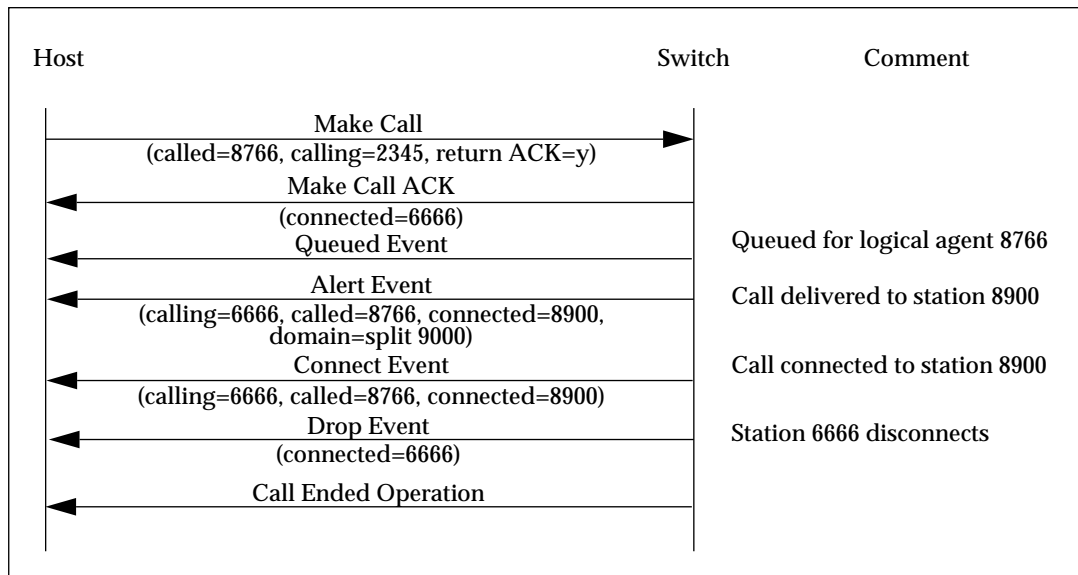 Host Switch Comment
Make Call
(called=8766, calling=2345, return ACK=y)
Make Call ACK
(connected=6666)
Queued Event
Queued for logical agent 8766
Alert Event
Call delivered to station 8900
(calling=6666, called=8766, connected=8900,
domain=split 9000)
Connect Event
Call connected to station 8900
(calling=6666, called=8766, connected=8900)
Drop Event
Station 6666 disconnects
(connected=6666)
Call Ended Operation